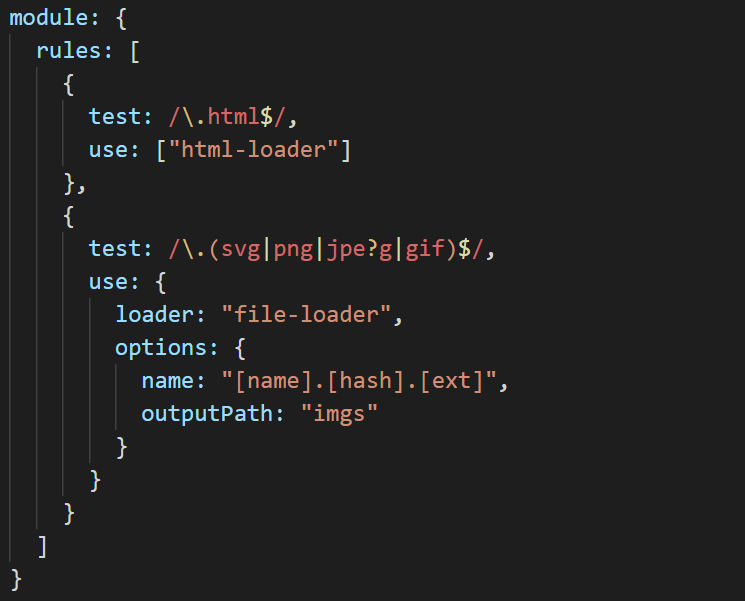 module: {
  rules: [
    {
      test: /\.html$/,
      use: ["html-loader"]
    },
    {
      test: /\.(svg|png|jpe?g|gif)$/,
      use: {
        loader: "file-loader",
        options: {
          name: "[name].[hash].[ext]",
          outputPath: "imgs"
        }
      }
    }
  ]
}